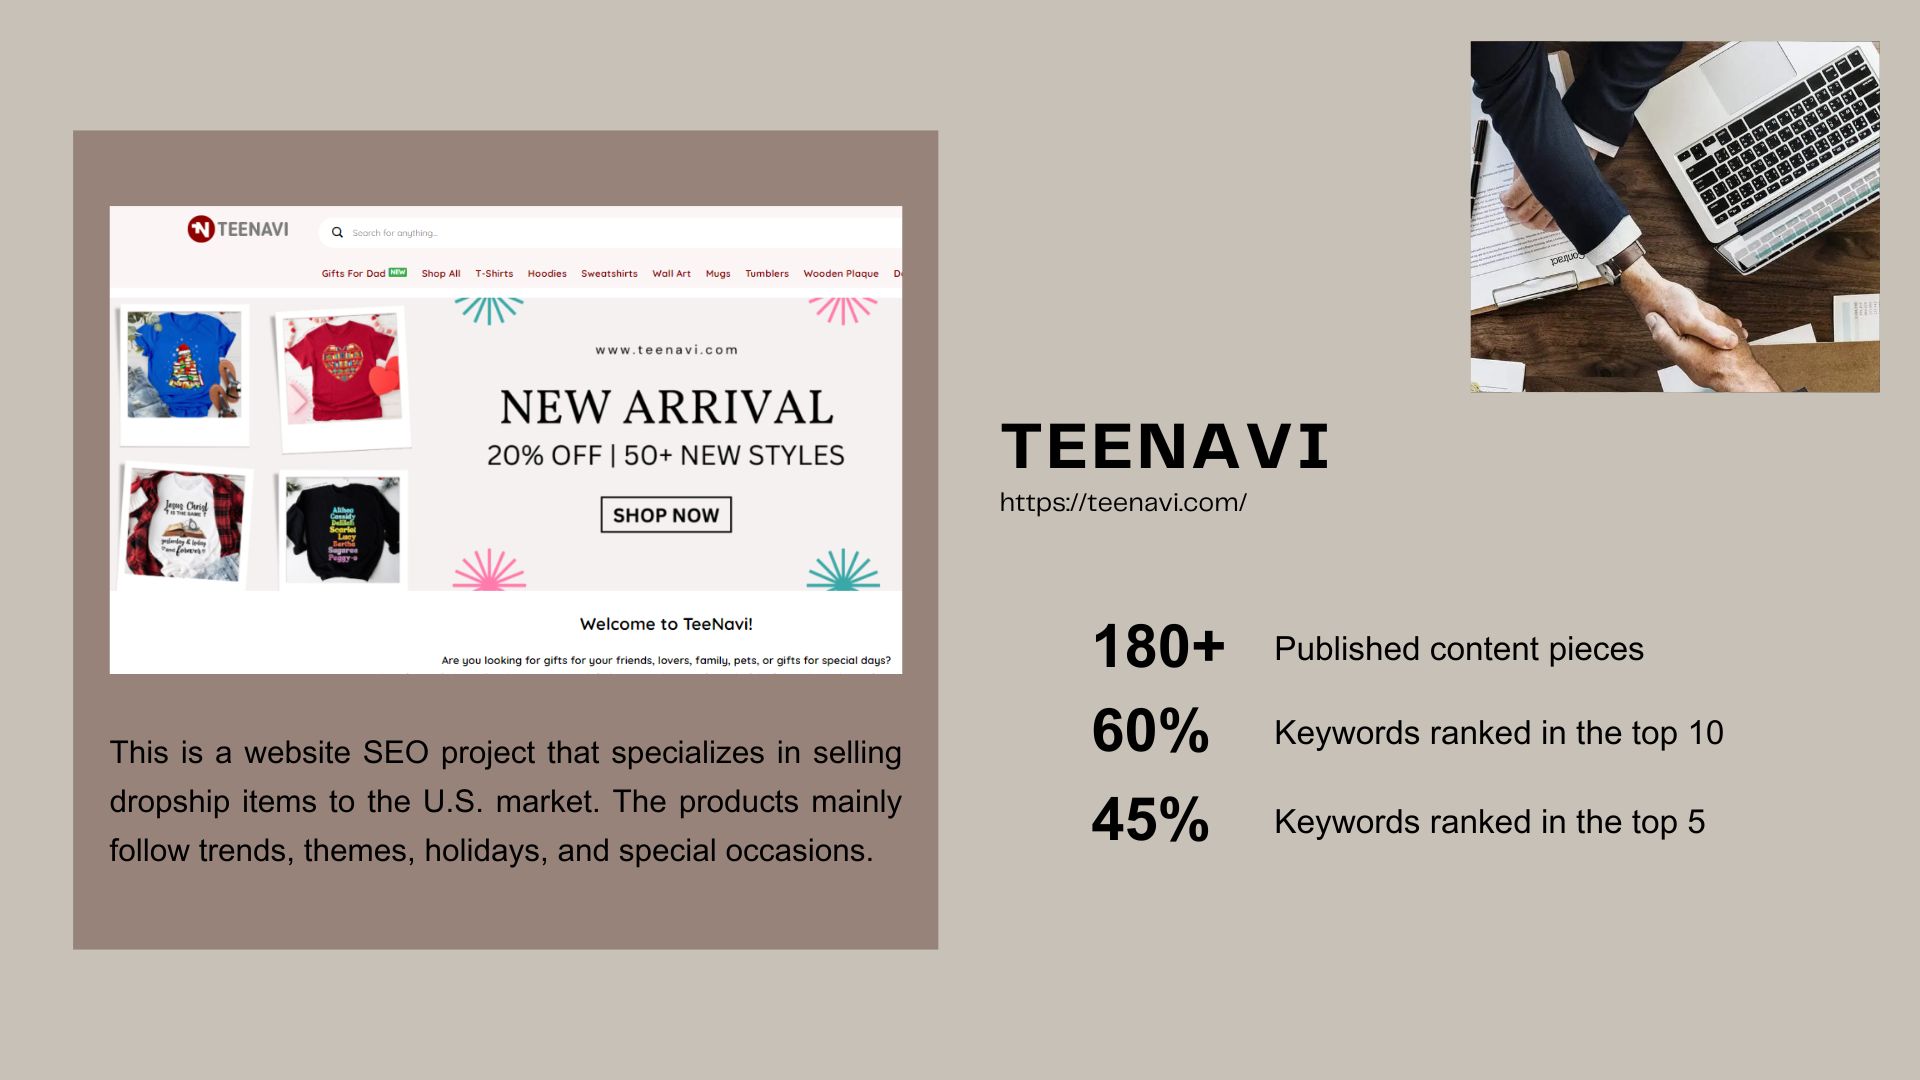 TEENAVI
Search for anything...
Gifts For Dad NEW Shop All T-Shirts Hoodies Sweatshirts Wall Art Mugs Tumblers Wooden Plaque
www.teenavi.com
NEW ARRIVAL
20% OFF | 50+ NEW STYLES
SHOP NOW
Jesus Christ
IS THE SAME
yesterday & today
and forever
Althea
Cassidy
Delilah
Scarlet
Lucy
Bertha
Sugaree
Peggy-o
Welcome to TeeNavi!
Are you looking for gifts for your friends, lovers, family, pets, or gifts for special days?
This is a website SEO project that specializes in selling
dropship items to the U.S. market. The products mainly
follow trends, themes, holidays, and special occasions.
Contract
TEENAVI
https://teenavi.com/
180+ Published content pieces
60% Keywords ranked in the top 10
45% Keywords ranked in the top 5